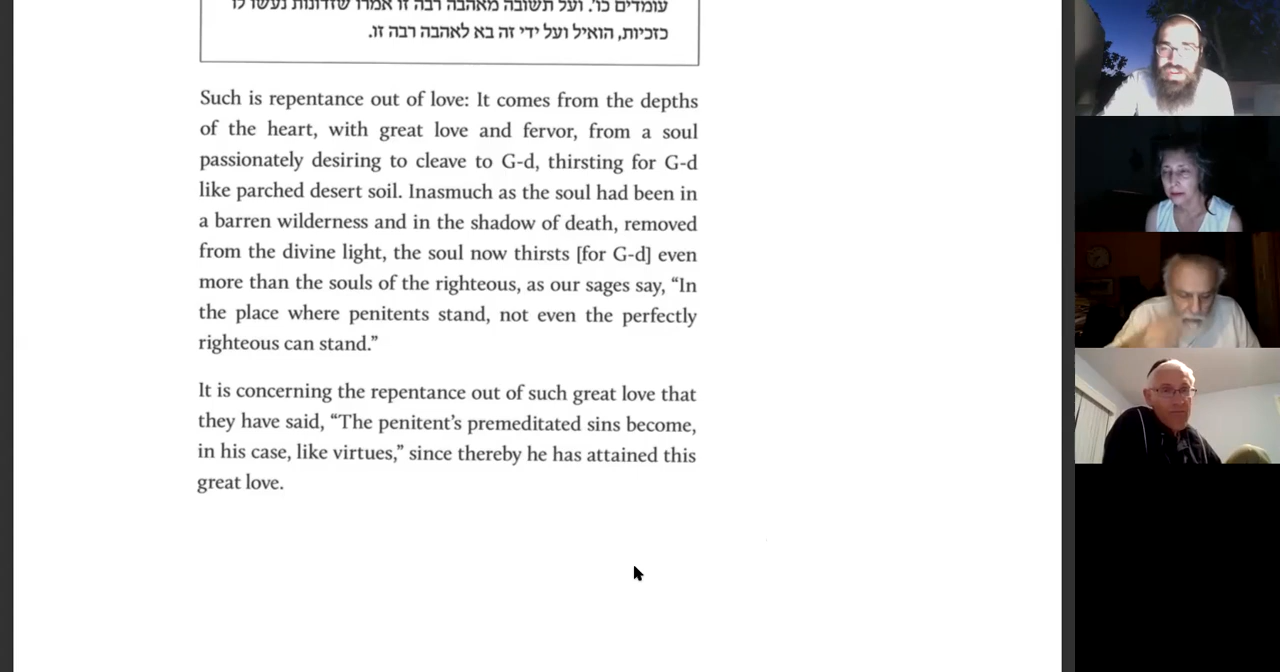 עומדים כו'. ועל תשובה מאהבה רבה זו אמרו שזדונות נעשו לו
כזכיות, הואיל ועל ידי זה בא לאהבה רבה זו.
Such is repentance out of love: It comes from the depths
of the heart, with great love and fervor, from a soul
passionately desiring to cleave to G-d, thirsting for G-d
like parched desert soil. Inasmuch as the soul had been in
a barren wilderness and in the shadow of death, removed
from the divine light, the soul now thirsts [for G-d] even
more than the souls of the righteous, as our sages say, “In
the place where penitents stand, not even the perfectly
righteous can stand.”
It is concerning the repentance out of such great love that
they have said, “The penitent’s premeditated sins become,
in his case, like virtues,” since thereby he has attained this
great love.